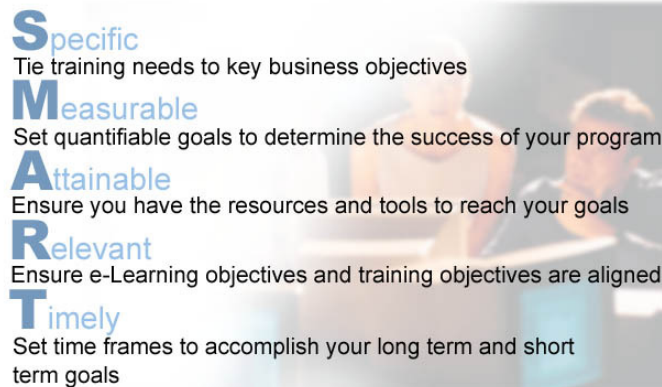 Specific
Tie training needs to key business objectives
Measurable
Set quantifiable goals to determine the success of your program
Attainable
Ensure you have the resources and tools to reach your goals
Relevant
Ensure e-Learning objectives and training objectives are aligned
Timely
Set time frames to accomplish your long term and short
term goals